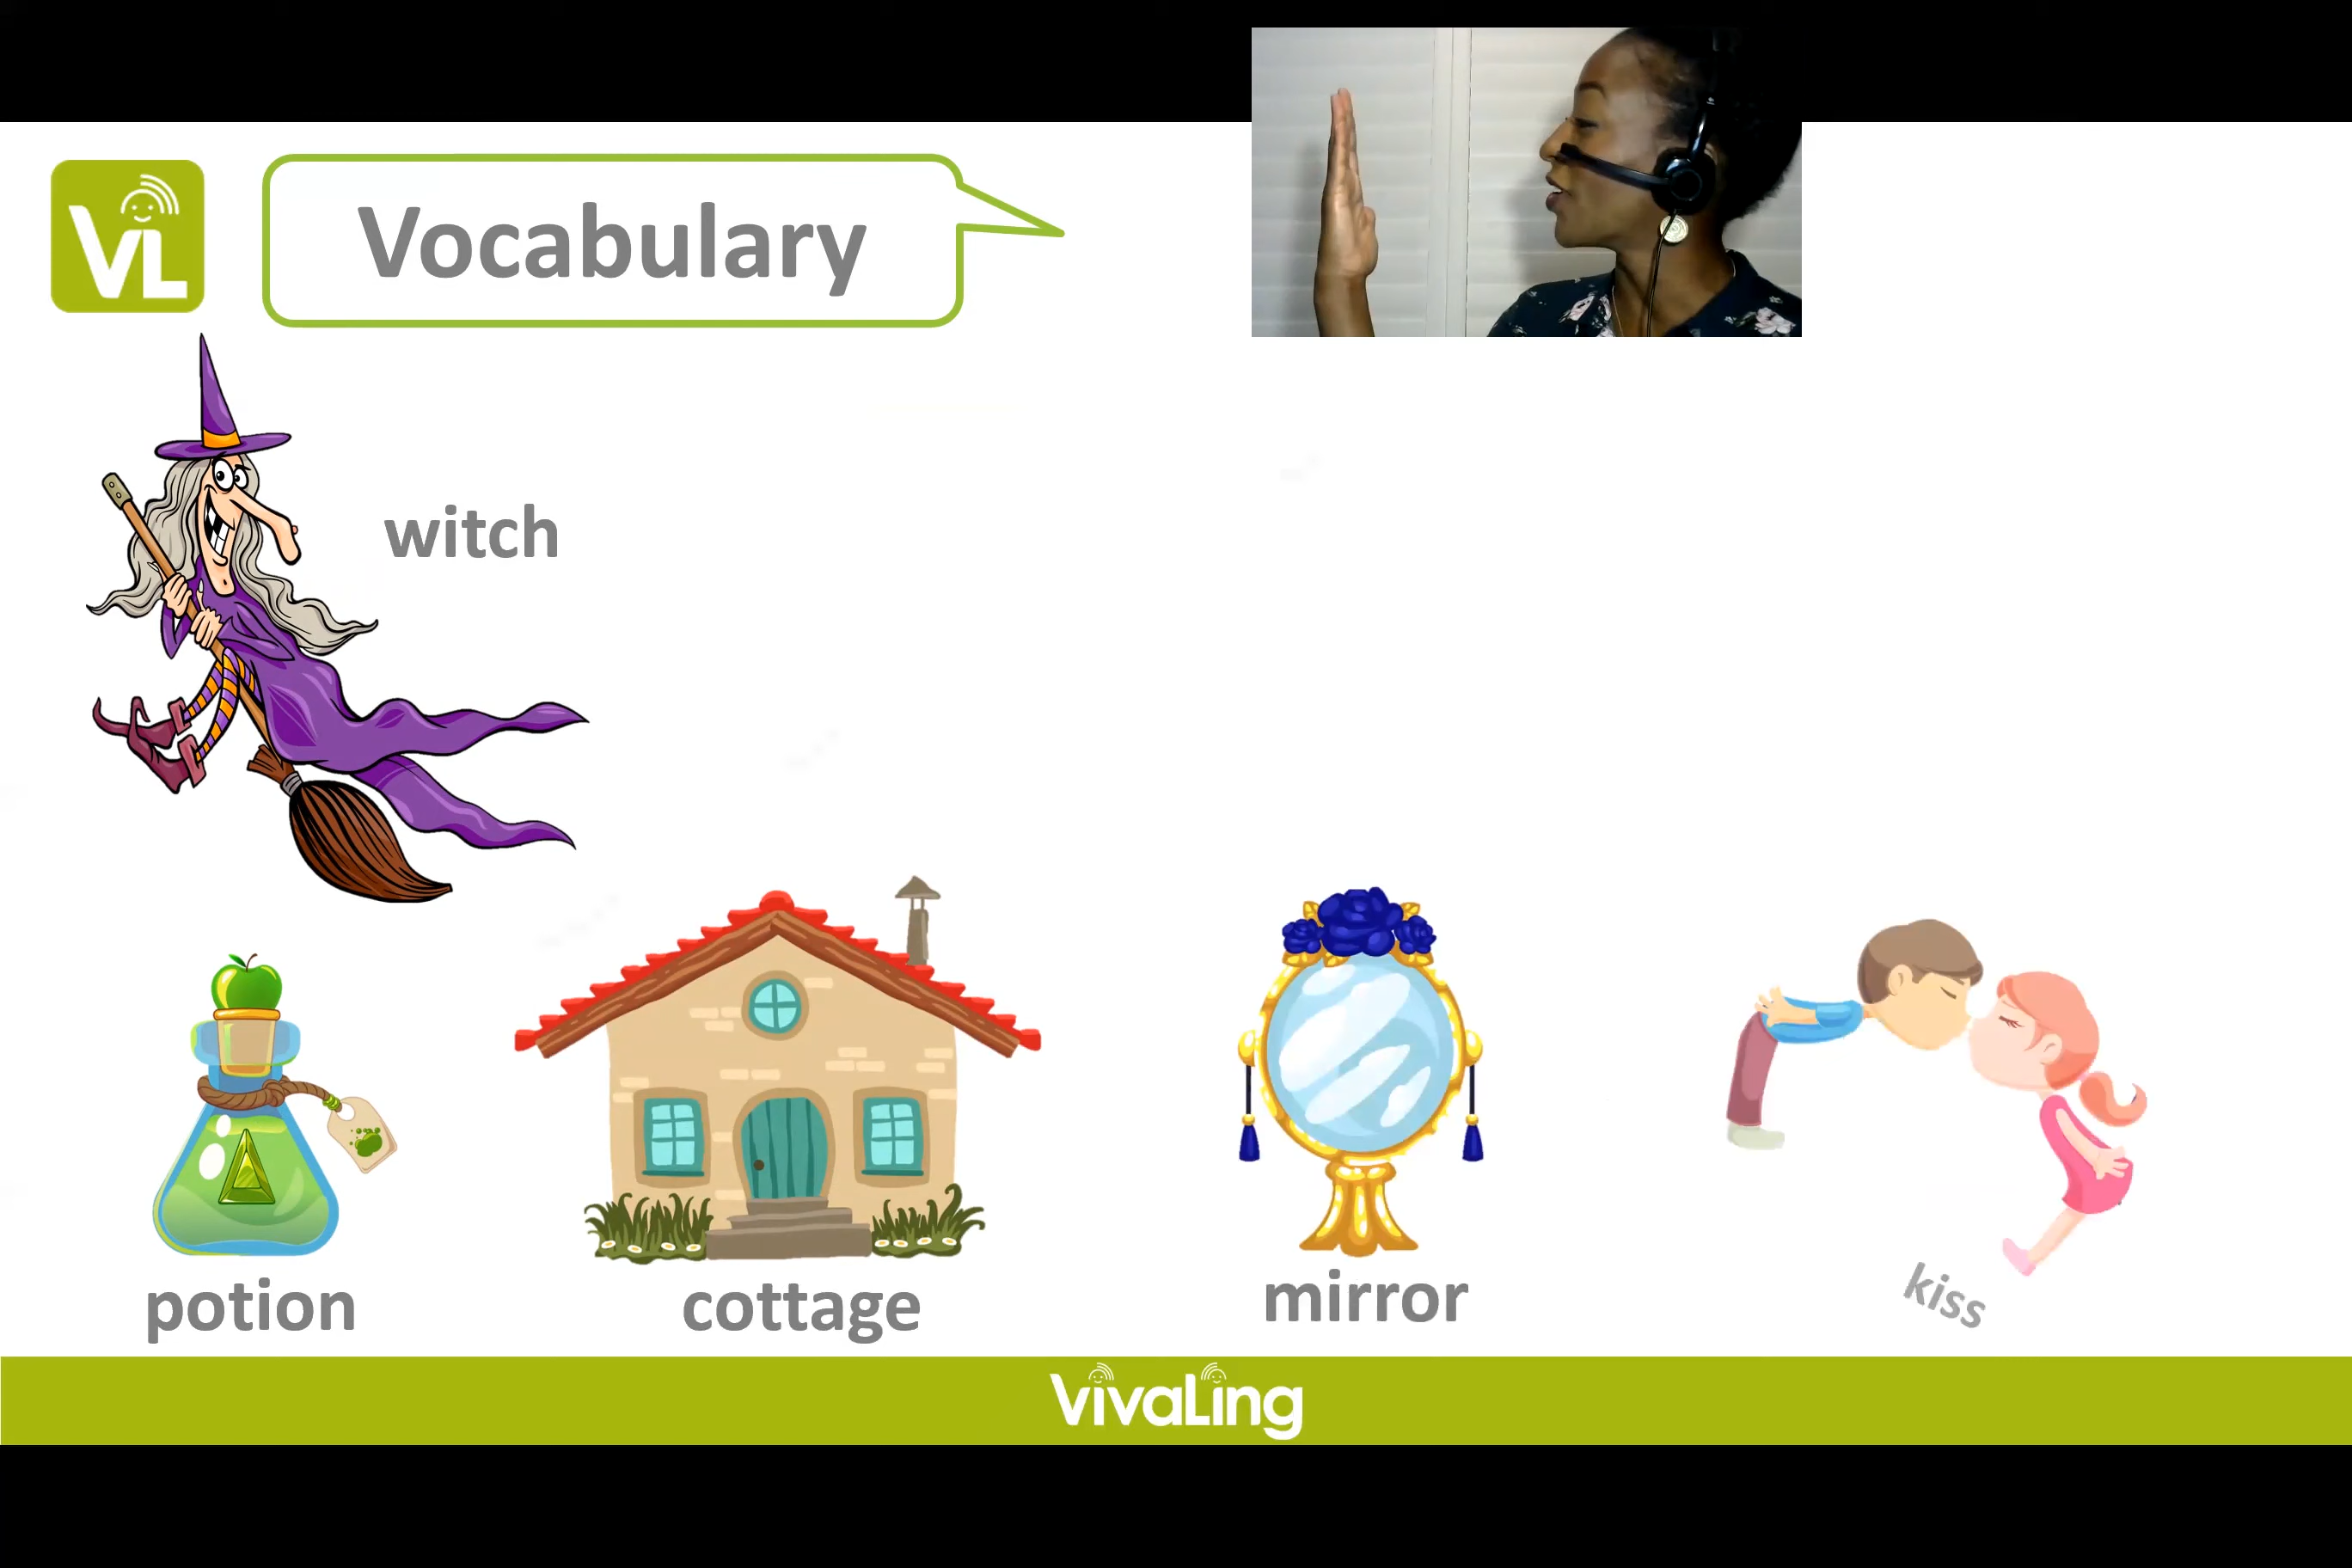 VL
Vocabulary
witch
potion
cottage
mirror
kiss
VivaLing